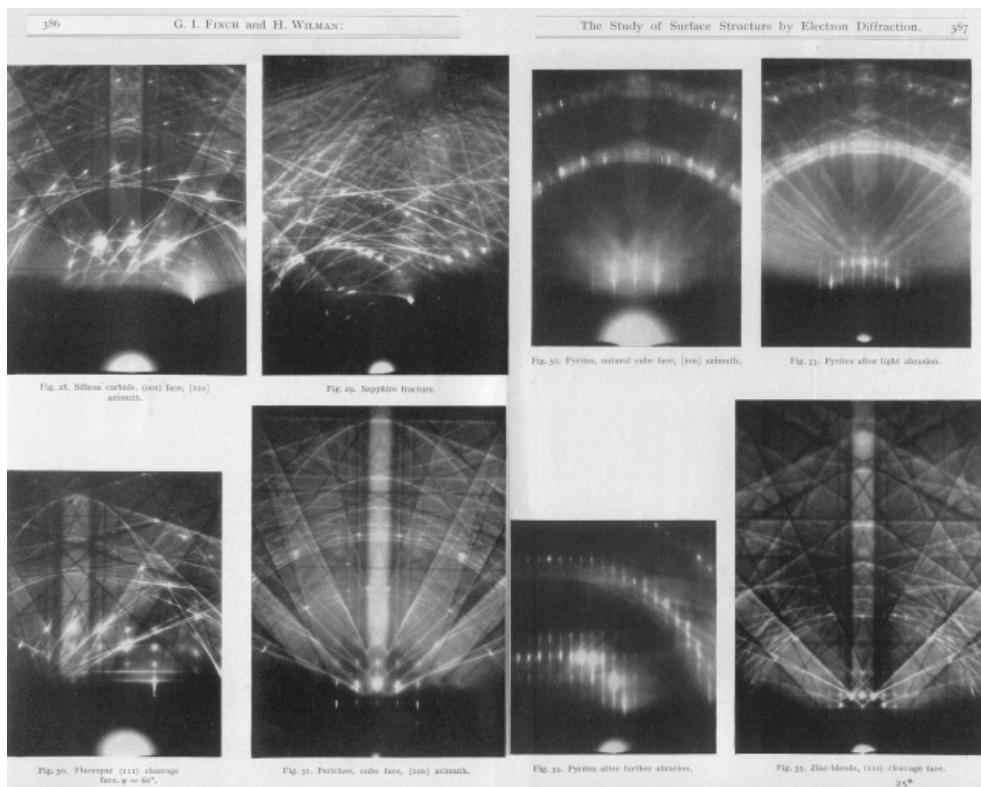 386
G. I. FINCH and H. WILMAN:
The Study of Surface Structure by Electron Diffraction.
387
Fig. 28. Silicon carbide, (001) face, [110]
azimuth.
Fig. 29. Sapphire fracture.
Fig. 32. Pyrites, natural cube face, [100] azimuth.
Fig. 33. Pyrites after light abrasion.
Fig. 30. Fluorspar (111) cleavage
face, φ = 60°.
Fig. 31. Periclase, cube face, [100] azimuth.
Fig. 34. Pyrites after further abrasion.
Fig. 35. Zinc-blende, (110) cleavage face.
25*